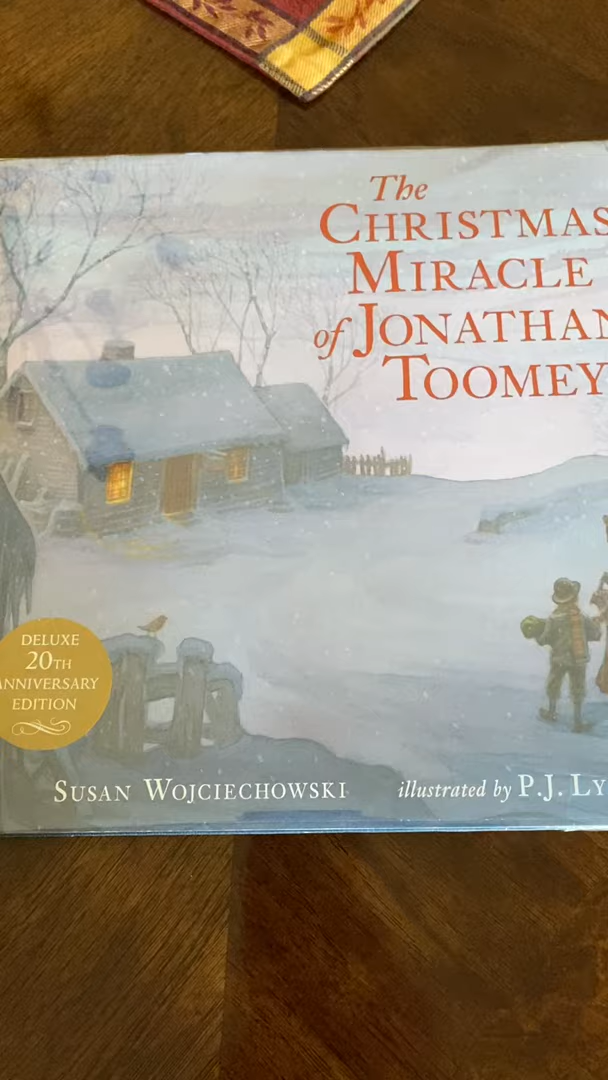 The
CHRISTMAS
MIRACLE
of JONATHAN
TOOMEY
DELUXE
20TH
ANNIVERSARY
EDITION
SUSAN WOJCIECHOWSKI
illustrated by P.J. LY